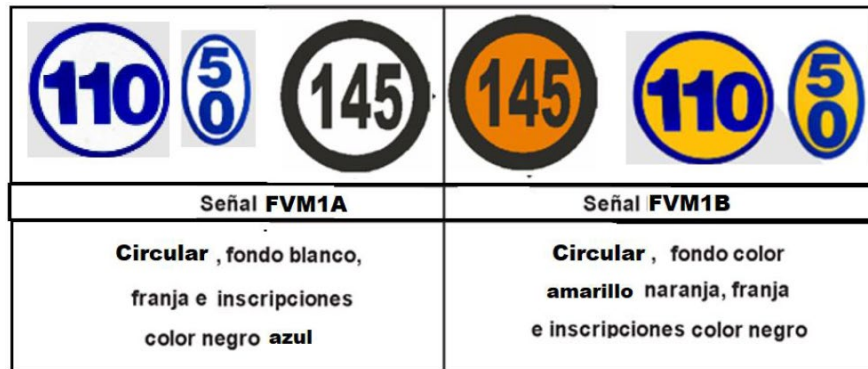 110
5
0
145
145
110
5
0
Señal FVM1A
Señal FVM1B
Circular , fondo blanco,
franja e inscripciones
color negro azul
Circular , fondo color
amarillo naranja, franja
e inscripciones color negro